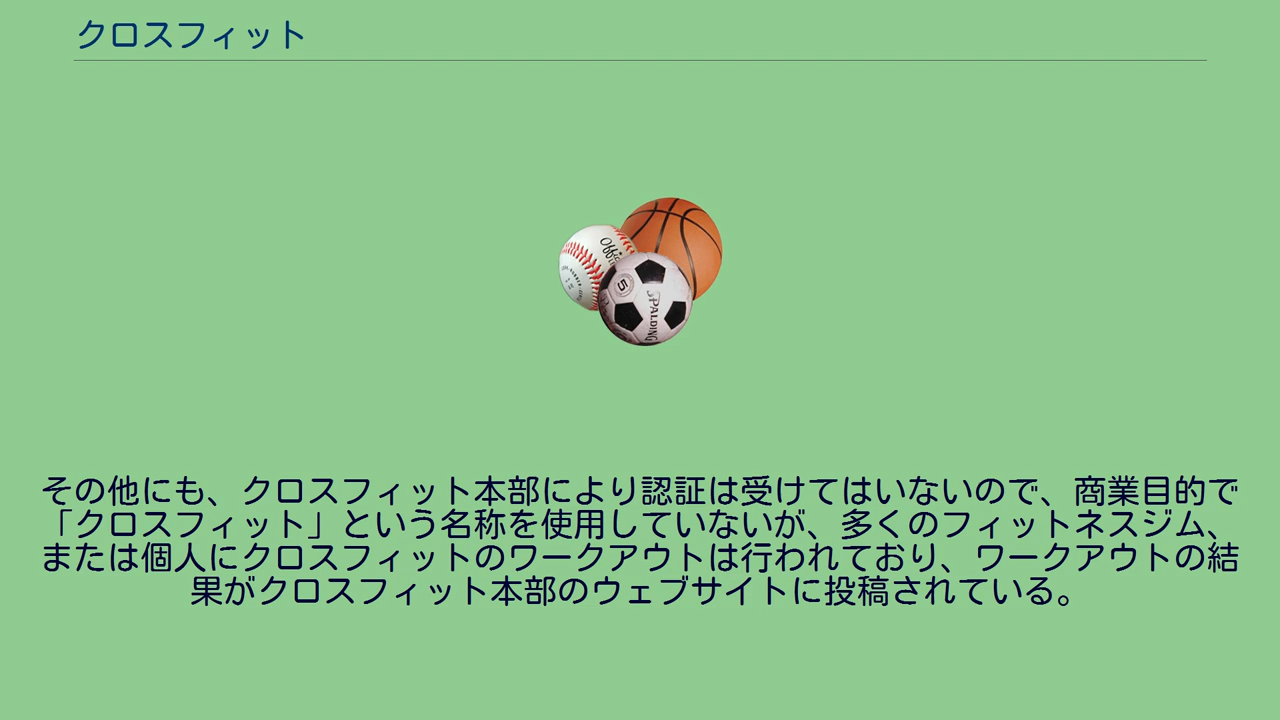 クロスフィット
Offici
5
SPALDING
その他にも、クロスフィット本部により認証は受けてはいないので、商業目的で
「クロスフィット」という名称を使用していないが、多くのフィットネスジム、
または個人にクロスフィットのワークアウトは行われており、ワークアウトの結
果がクロスフィット本部のウェブサイトに投稿されている。